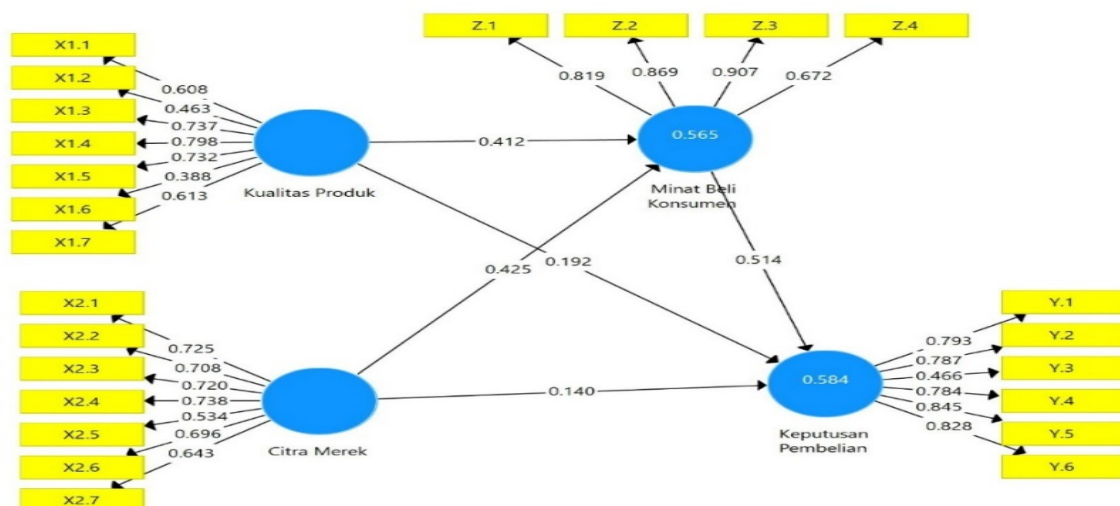 Z.1
Z.2
Z.3
Z.4
X1.1
X1.2
X1.3
X1.4
X1.5
X1.6
X1.7
0.608
0.463
0.737
0.798
0.732
0.388
0.613
0.819
0.869
0.907
0.672
Kualitas Produk
0.412
0.565
Minat Beli
Konsumen
0.425
0.192
0.514
X2.1
X2.2
X2.3
X2.4
X2.5
X2.6
X2.7
0.725
0.708
0.720
0.738
0.534
0.696
0.643
Citra Merek
0.140
0.584
Keputusan
Pembelian
0.793
0.787
0.466
0.784
0.845
0.828
Y.1
Y.2
Y.3
Y.4
Y.5
Y.6